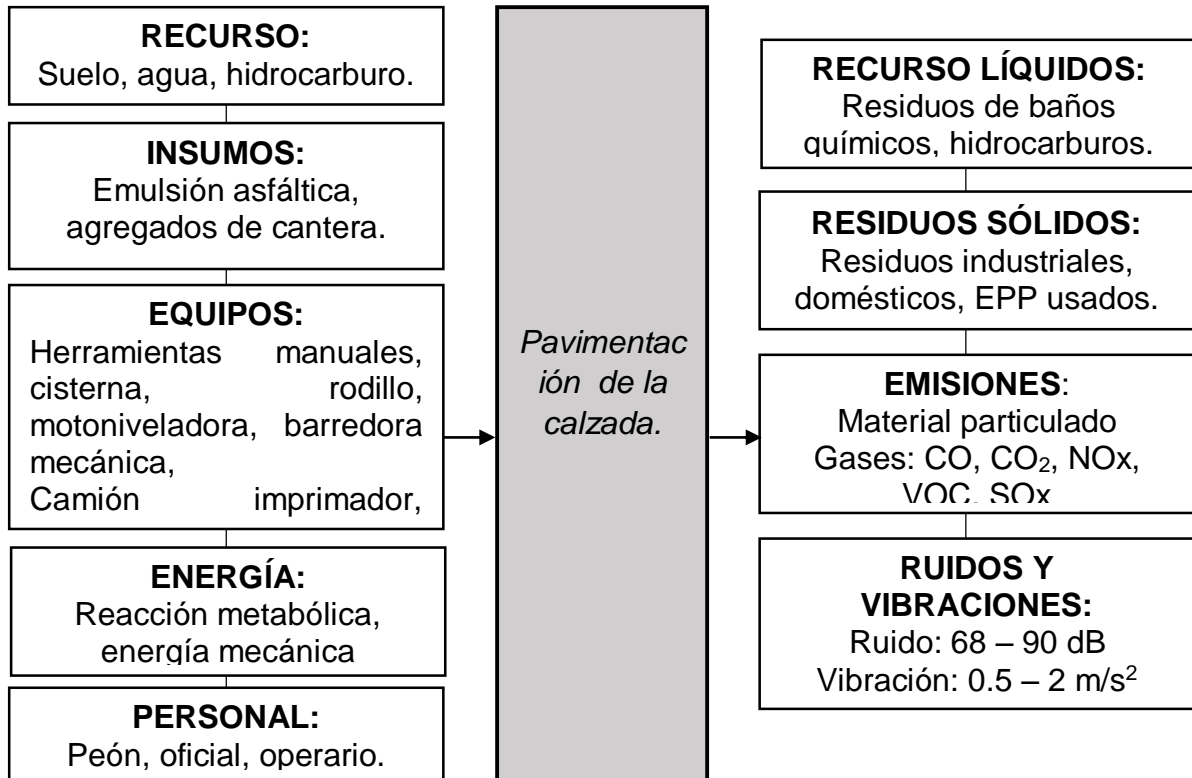 RECURSO:
Suelo, agua, hidrocarburo.
INSUMOS:
Emulsión asfáltica,
agregados de cantera.
EQUIPOS:
Herramientas manuales,
cisterna, rodillo,
motoniveladora, barredora
mecánica,
Camión imprimador,
ENERGÍA:
Reacción metabólica,
energía mecánica
PERSONAL:
Peón, oficial, operario.
Pavimentac
ión de la
calzada.
RECURSO LÍQUIDOS:
Residuos de baños
químicos, hidrocarburos.
RESIDUOS SÓLIDOS:
Residuos industriales,
domésticos, EPP usados.
EMISIONES:
Material particulado
Gases: CO, CO₂, NOx,
VOC, SOx
RUIDOS Y
VIBRACIONES:
Ruido: 68 – 90 dB
Vibración: 0.5 – 2 m/s²